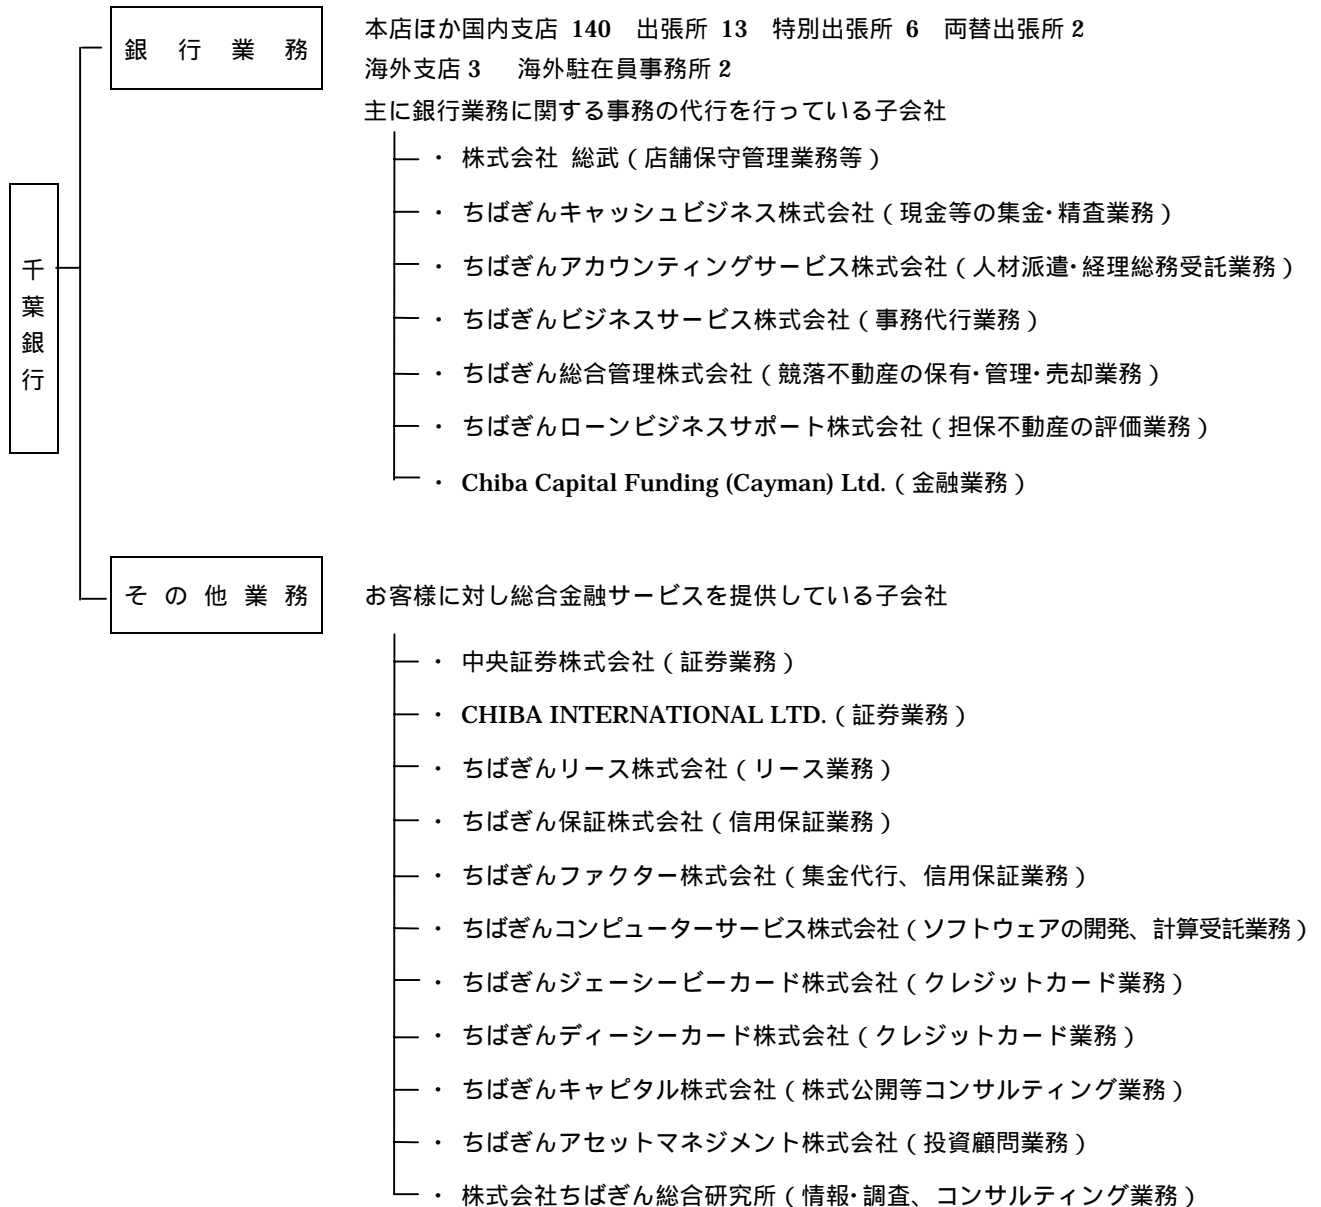 千葉銀行
銀行業務
本店ほか国内支店 140 出張所 13 特別出張所 6 両替出張所 2
海外支店 3 海外駐在員事務所 2
主に銀行業務に関する事務の代行を行っている子会社
・ 株式会社 総武（店舗保守管理業務等）
・ ちばぎんキャッシュビジネス株式会社（現金等の集金・精査業務）
・ ちばぎんアカウンティングサービス株式会社（人材派遣・経理総務受託業務）
・ ちばぎんビジネスサービス株式会社（事務代行業務）
・ ちばぎん総合管理株式会社（競落不動産の保有・管理・売却業務）
・ ちばぎんローンビジネスサポート株式会社（担保不動産の評価業務）
・ Chiba Capital Funding (Cayman) Ltd.（金融業務）
その他業務
お客様に対し総合金融サービスを提供している子会社
・ 中央証券株式会社（証券業務）
・ CHIBA INTERNATIONAL LTD.（証券業務）
・ ちばぎんリース株式会社（リース業務）
・ ちばぎん保証株式会社（信用保証業務）
・ ちばぎんファクター株式会社（集金代行、信用保証業務）
・ ちばぎんコンピューターサービス株式会社（ソフトウェアの開発、計算受託業務）
・ ちばぎんジェーシービーカード株式会社（クレジットカード業務）
・ ちばぎんディーシーカード株式会社（クレジットカード業務）
・ ちばぎんキャピタル株式会社（株式公開等コンサルティング業務）
・ ちばぎんアセットマネジメント株式会社（投資顧問業務）
・ 株式会社ちばぎん総合研究所（情報・調査、コンサルティング業務）